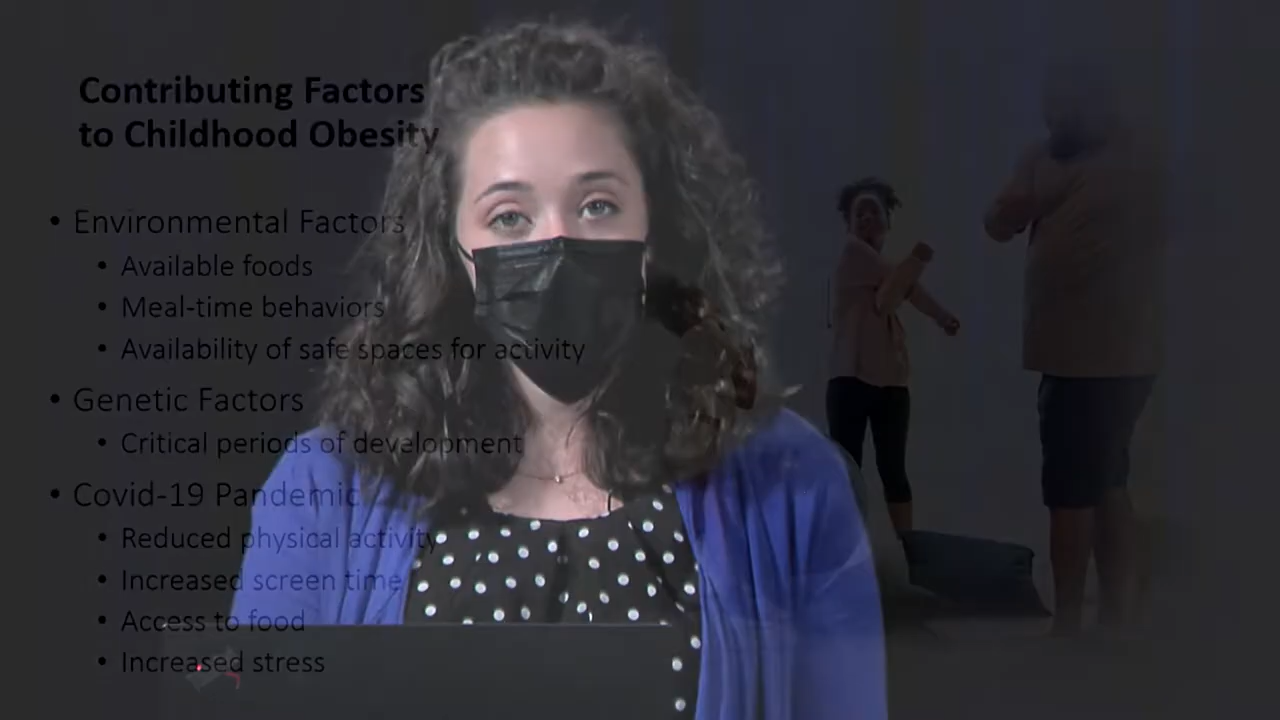 Contributing Factors
to Childhood Obesity
• Environmental Factors
• Available foods
• Meal-time behaviors
• Availability of safe spaces for activity
• Genetic Factors
• Critical periods of development
• Covid-19 Pandemic
• Reduced physical activity
• Increased screen time
• Access to food
• Increased stress